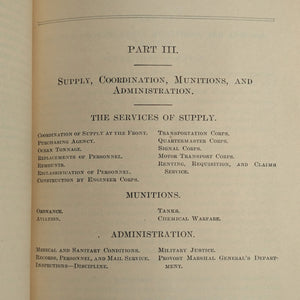 PART III.
SUPPLY, COORDINATION, MUNITIONS, AND
ADMINISTRATION.
THE SERVICES OF SUPPLY.
COORDINATION OF SUPPLY AT THE FRONT.
PURCHASING AGENCY.
OCEAN TONNAGE.
REPLACEMENTS OF PERSONNEL.
REMOUNTS.
RECLASSIFICATION OF PERSONNEL.
CONSTRUCTION BY ENGINEER CORPS.
TRANSPORTATION CORPS.
QUARTERMASTER CORPS.
SIGNAL CORPS.
MOTOR TRANSPORT CORPS.
RENTING, REQUISITION, AND CLAIMS
SERVICE.
MUNITIONS.
ORDNANCE.
AVIATION.
TANKS.
CHEMICAL WARFARE.
ADMINISTRATION.
MEDICAL AND SANITARY CONDITIONS.
RECORDS, PERSONNEL, AND MAIL SERVICE.
INSPECTIONS—DISCIPLINE.
MILITARY JUSTICE.
PROVOST MARSHAL GENERAL'S DEPART-
MENT.